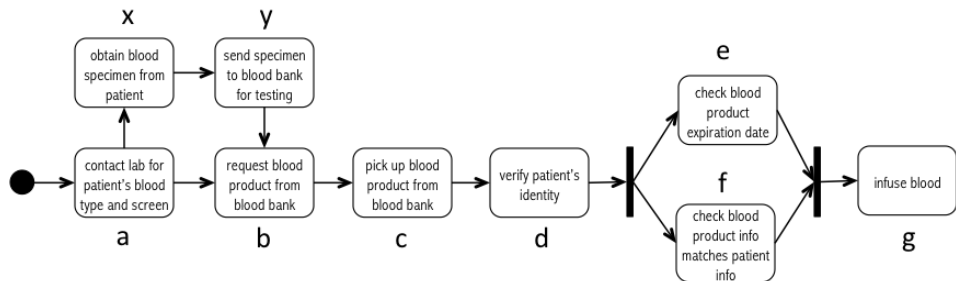 x
y
obtain blood
specimen from
patient
send specimen
to blood bank
for testing
contact lab for
patient's blood
type and screen
a
request blood
product from
blood bank
b
pick up blood
product from
blood bank
c
verify patient's
identity
d
e
check blood
product
expiration date
f
check blood
product info
matches patient
info
infuse blood
g